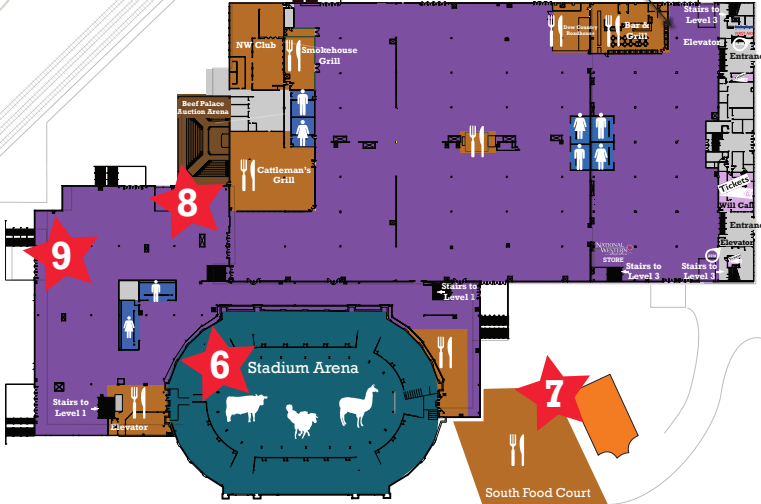 Stairs to
Level 3
Dew Country
Roadhouse
Bar &
Grill
NW Club
Smokehouse
Grill
Elevator
Entrance
Beef Palace
Auction Arena
Cattleman's
Grill
Tickets
Will Call
8
9
Entrance
Elevator
NATIONAL
WESTERN
STORE
Stairs to
Level 3
Stairs to
Level 3
Stairs to
Level 1
6
Stadium Arena
7
Stairs to
Level 1
Elevator
South Food Court